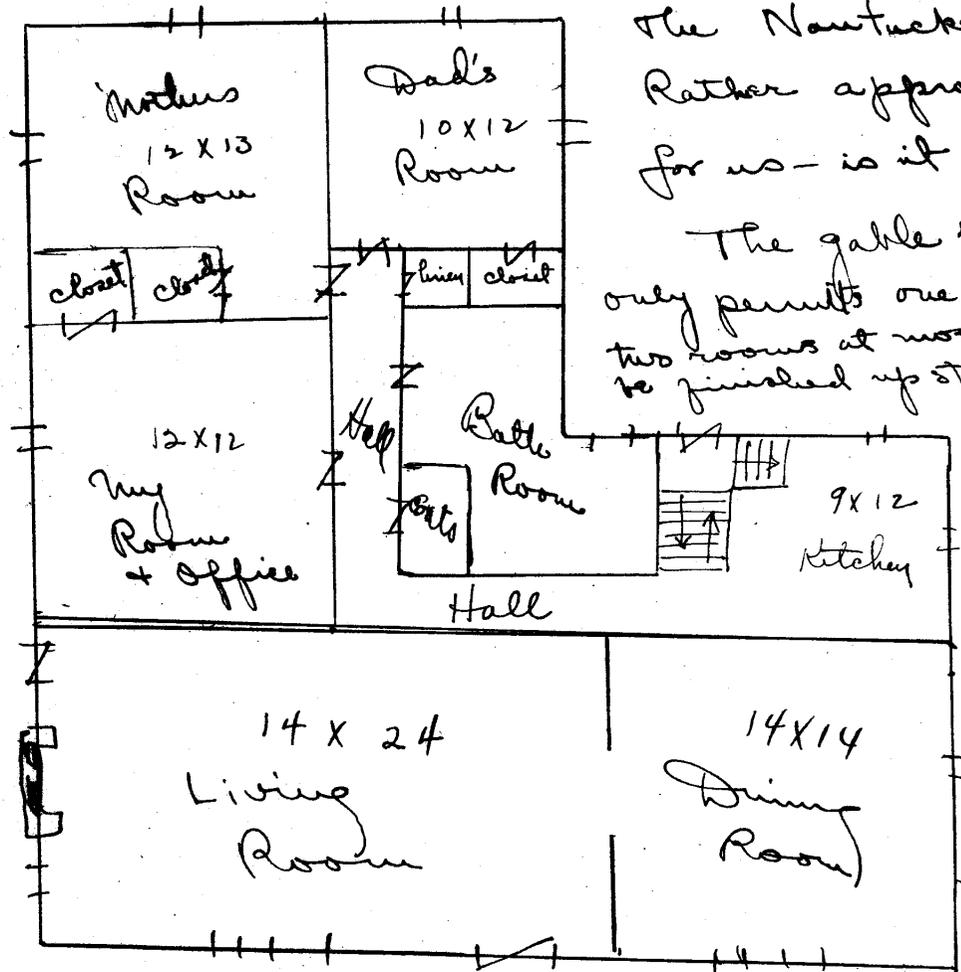 Mothers
12 X 13
Room
Dad's
10 X 12
Room
The Nantuck
Rather appro
for us - is it
The gable
only permits one
two rooms at mos
be finished up st
closet
closet
linen
closet
12 X 12
My
Room
+ Office
Hall
Bath
Room
9 X 12
Kitchen
Hall
14 X 24
Living
Room
14 X 14
Dining
Room